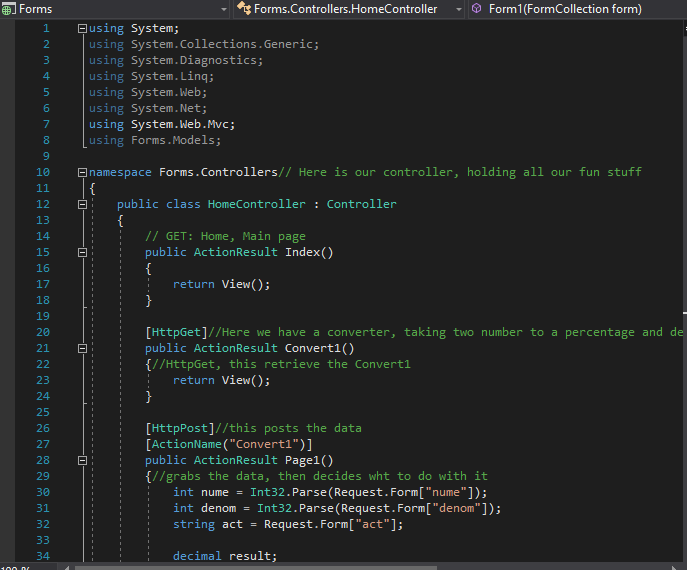 Forms Forms.Controllers.HomeController Form1(FormCollection form)
1 using System;
2 using System.Collections.Generic;
3 using System.Diagnostics;
4 using System.Linq;
5 using System.Web;
6 using System.Net;
7 using System.Web.Mvc;
8 using Forms.Models;
9
10 namespace Forms.Controllers// Here is our controller, holding all our fun stuff
11 {
12 public class HomeController : Controller
13 {
14 // GET: Home, Main page
15 public ActionResult Index()
16 {
17 return View();
18 }
19
20 [HttpGet]//Here we have a converter, taking two number to a percentage and de
21 public ActionResult Convert1()
22 {//HttpGet, this retrieve the Convert1
23 return View();
24 }
25
26 [HttpPost]//this posts the data
27 [ActionName("Convert1")]
28 public ActionResult Page1()
29 {//grabs the data, then decides wht to do with it
30 int nume = Int32.Parse(Request.Form["nume"]);
31 int denom = Int32.Parse(Request.Form["denom"]);
32 string act = Request.Form["act"];
33
34 decimal result;